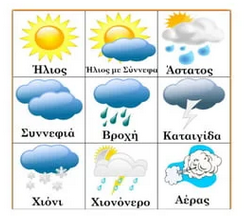 Ήλιος
Ήλιος με Σύννεφα
Άστατος
Συννεφιά
Βροχή
Καταιγίδα
Χιόνι
Χιονόνερο
Αέρας